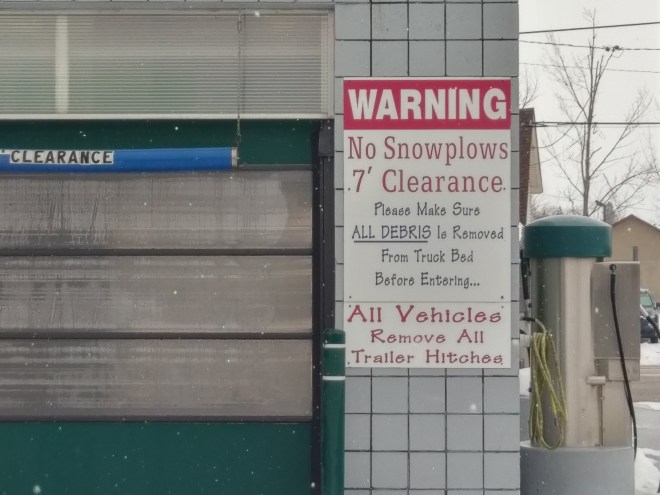 ' CLEARANCE
WARNING
No Snowplows
7' Clearance
Please Make Sure
ALL DEBRIS Is Removed
From Truck Bed
Before Entering...
All Vehicles
Remove All
Trailer Hitches